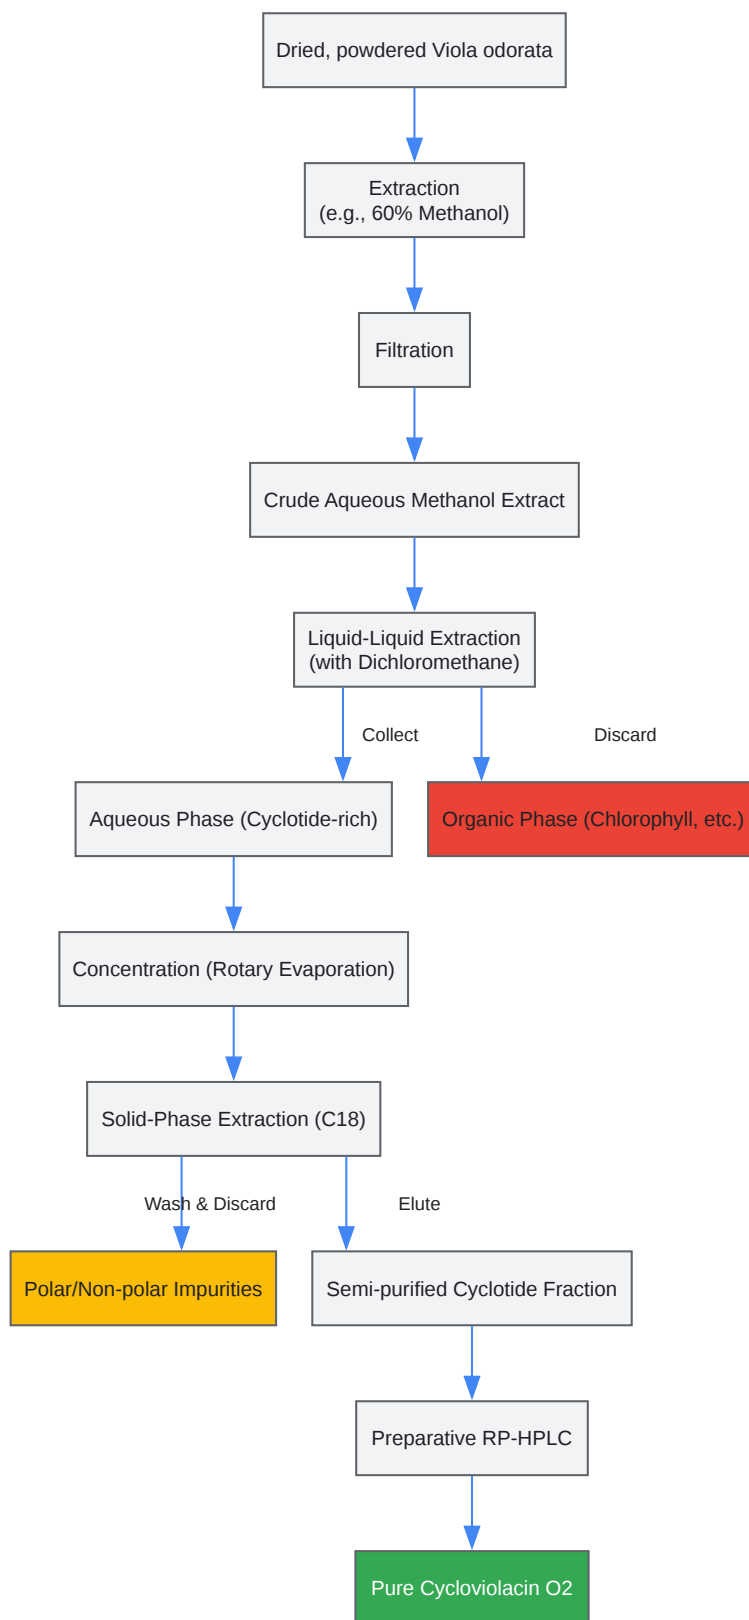 Dried, powdered Viola odorata
Extraction
(e.g., 60% Methanol)
Filtration
Crude Aqueous Methanol Extract
Liquid-Liquid Extraction
(with Dichloromethane)
Collect
Discard
Aqueous Phase (Cyclotide-rich)
Organic Phase (Chlorophyll, etc.)
Concentration (Rotary Evaporation)
Solid-Phase Extraction (C18)
Wash & Discard
Elute
Polar/Non-polar Impurities
Semi-purified Cyclotide Fraction
Preparative RP-HPLC
Pure Cycloviolacin O2